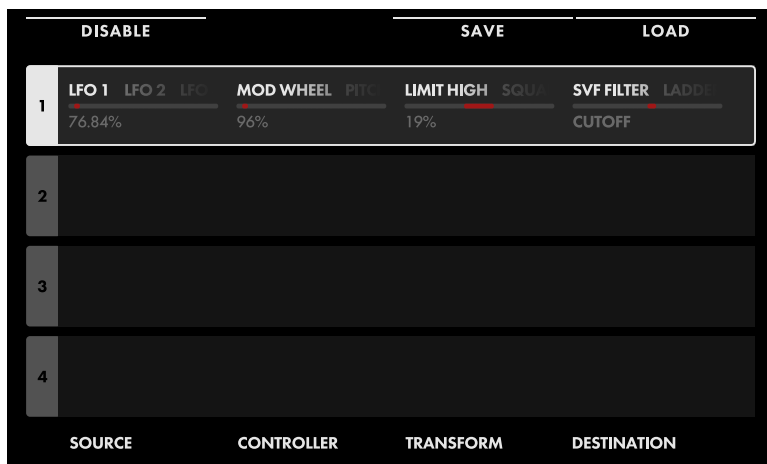 DISABLE SAVE LOAD
1 LFO 1 LFO 2 LFO MOD WHEEL LIMIT HIGH SVF FILTER
76.84% 96% 19% CUTOFF
2
3
4
SOURCE CONTROLLER TRANSFORM DESTINATION